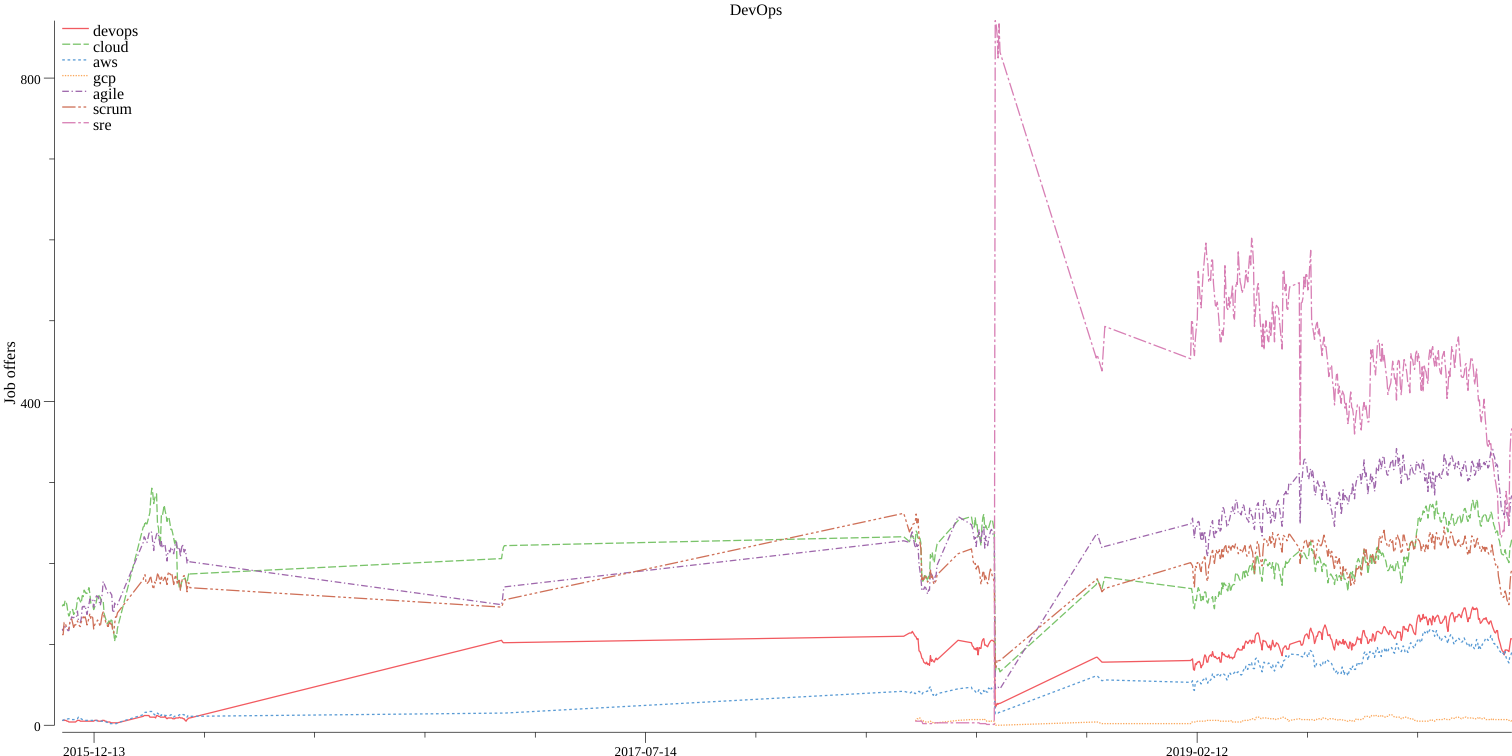 DevOps
devops
cloud
aws
gcp
agile
scrum
sre
800
400
0
Job offers
2015-12-13
2017-07-14
2019-02-12